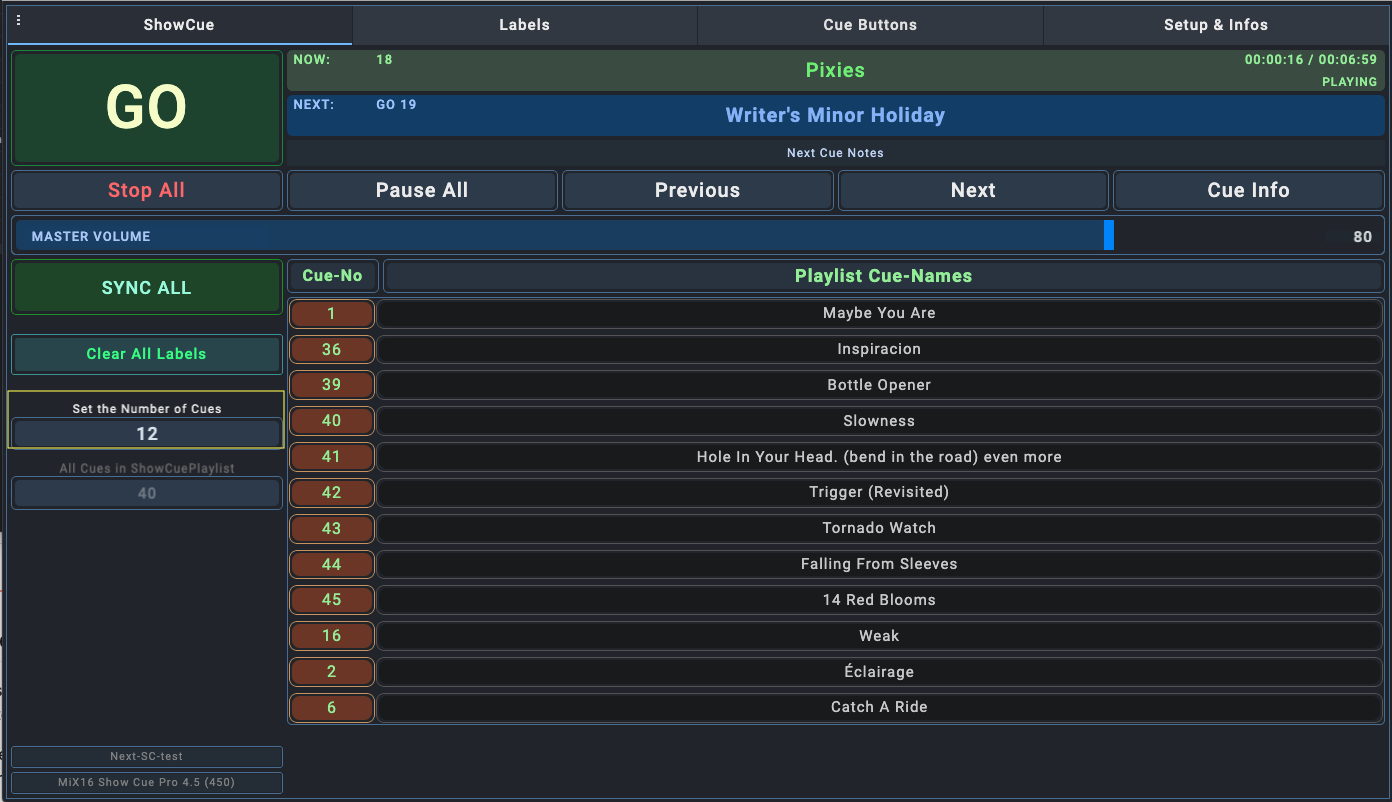 ShowCue
Labels
Cue Buttons
Setup & Infos
GO
NOW:
18
Pixies
00:00:16 / 00:06:59
PLAYING
NEXT:
GO 19
Writer's Minor Holiday
Next Cue Notes
Stop All
Pause All
Previous
Next
Cue Info
MASTER VOLUME
80
SYNC ALL
Clear All Labels
Set the Number of Cues
12
All Cues in ShowCuePlaylist
40
Next-SC-test
MiX16 Show Cue Pro 4.5 (450)
Cue-No
Playlist Cue-Names
1 Maybe You Are
36 Inspiracion
39 Bottle Opener
40 Slowness
41 Hole In Your Head. (bend in the road) even more
42 Trigger (Revisited)
43 Tornado Watch
44 Falling From Sleeves
45 14 Red Blooms
16 Weak
2 Éclairage
6 Catch A Ride